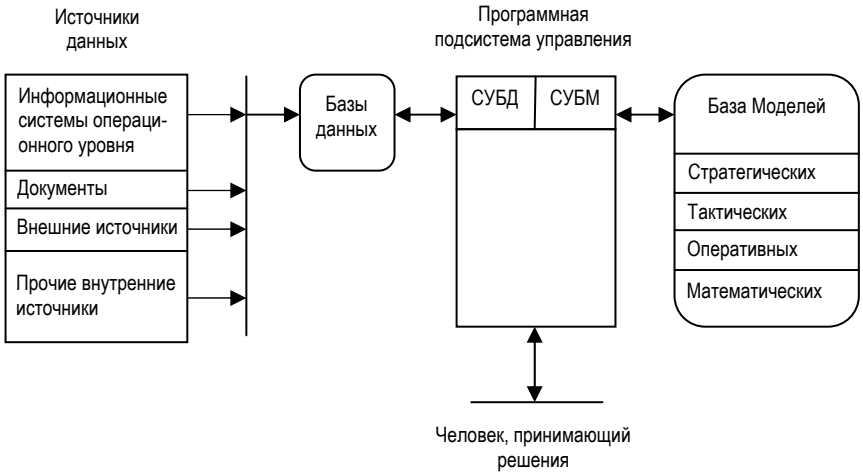 Источники
данных
Программная
подсистема управления
Информационные
системы операци-
онного уровня
Документы
Внешние источники
Прочие внутренние
источники
Базы
данных
СУБД
СУБМ
База Моделей
Стратегических
Тактических
Оперативных
Математических
Человек, принимающий
решения